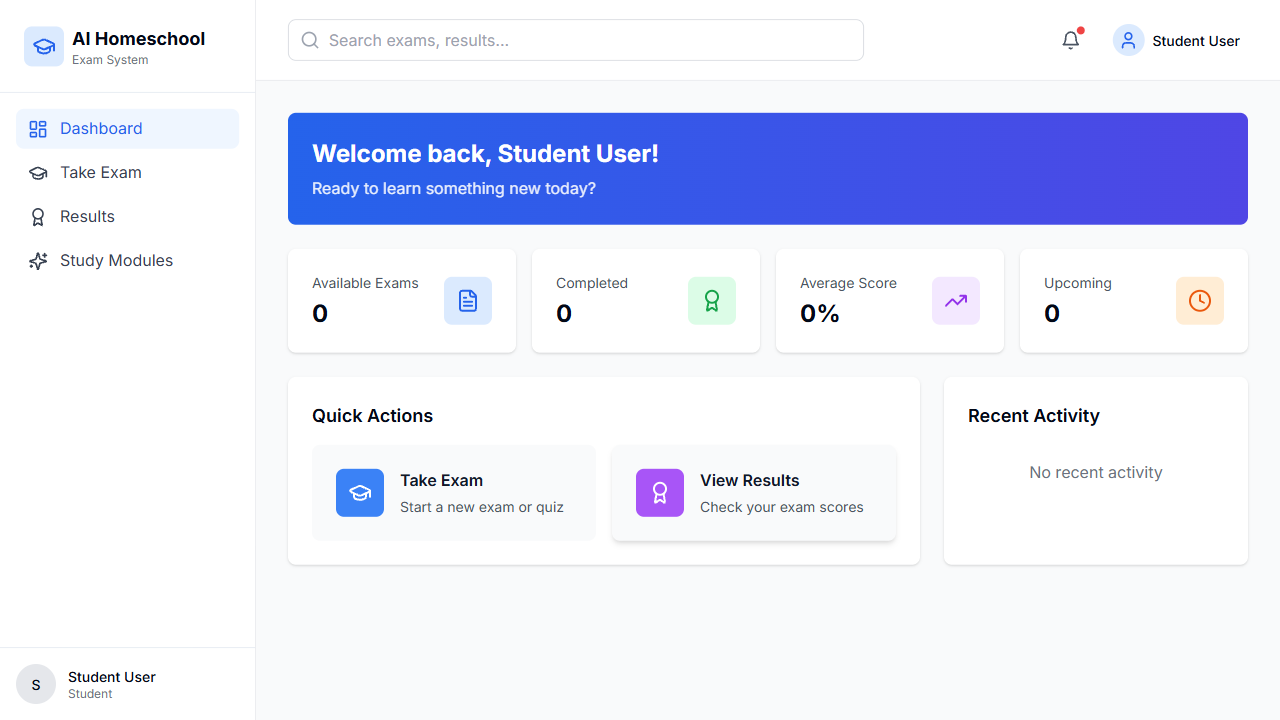 AI Homeschool
Exam System
Search exams, results...
Student User
Dashboard
Take Exam
Results
Study Modules
Welcome back, Student User!
Ready to learn something new today?
Available Exams
0
Completed
0
Average Score
0%
Upcoming
0
Quick Actions
Take Exam
Start a new exam or quiz
View Results
Check your exam scores
Recent Activity
No recent activity
S
Student User
Student